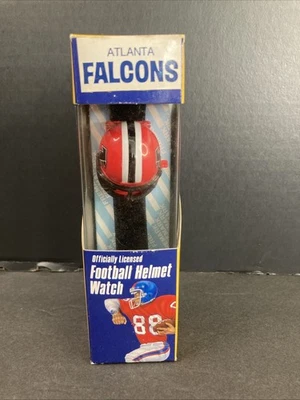 ATLANTA
FALCONS
Officially Licensed
Football Helmet
Watch
88